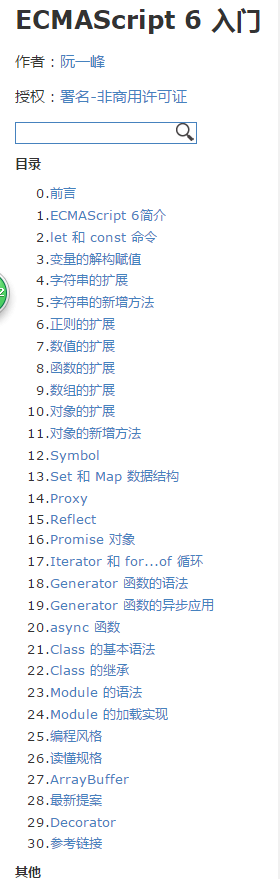 ECMAScript 6 入门
作者：阮一峰
授权：署名-非商用许可证
目录
0.前言
1.ECMAScript 6简介
2.let 和 const 命令
3.变量的解构赋值
4.字符串的扩展
5.字符串的新增方法
6.正则的扩展
7.数值的扩展
8.函数的扩展
9.数组的扩展
10.对象的扩展
11.对象的新增方法
12.Symbol
13.Set 和 Map 数据结构
14.Proxy
15.Reflect
16.Promise 对象
17.Iterator 和 for...of 循环
18.Generator 函数的语法
19.Generator 函数的异步应用
20.async 函数
21.Class 的基本语法
22.Class 的继承
23.Module 的语法
24.Module 的加载实现
25.编程风格
26.读懂规格
27.ArrayBuffer
28.最新提案
29.Decorator
30.参考链接
其他